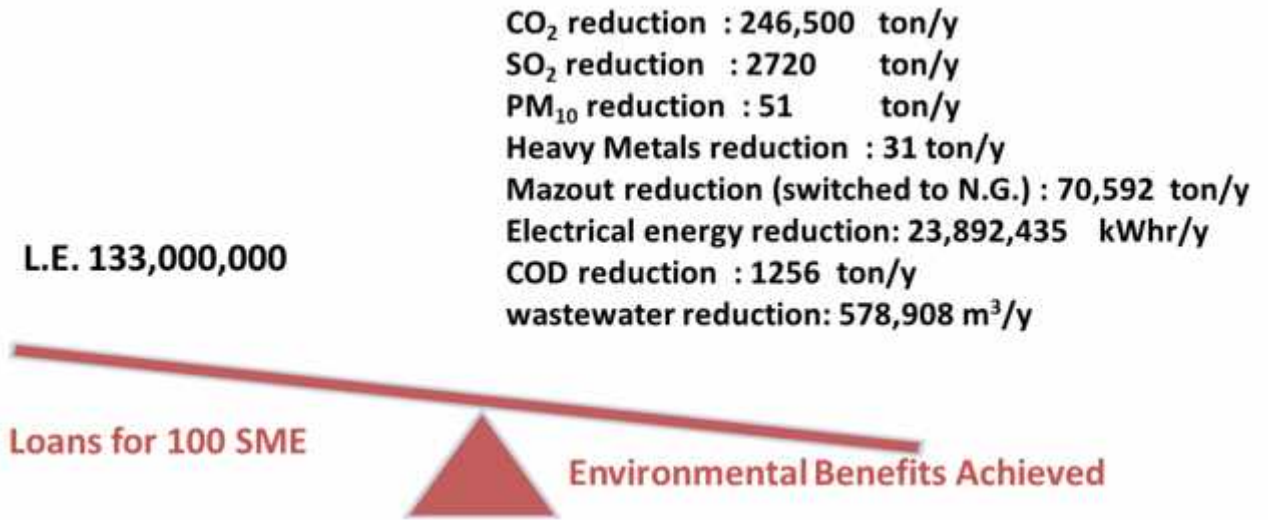 CO₂ reduction : 246,500 ton/y
SO₂ reduction : 2720 ton/y
PM₁₀ reduction : 51 ton/y
Heavy Metals reduction : 31 ton/y
Mazout reduction (switched to N.G.) : 70,592 ton/y
Electrical energy reduction: 23,892,435 kWhr/y
COD reduction : 1256 ton/y
wastewater reduction: 578,908 m³/y
L.E. 133,000,000
Loans for 100 SME
Environmental Benefits Achieved